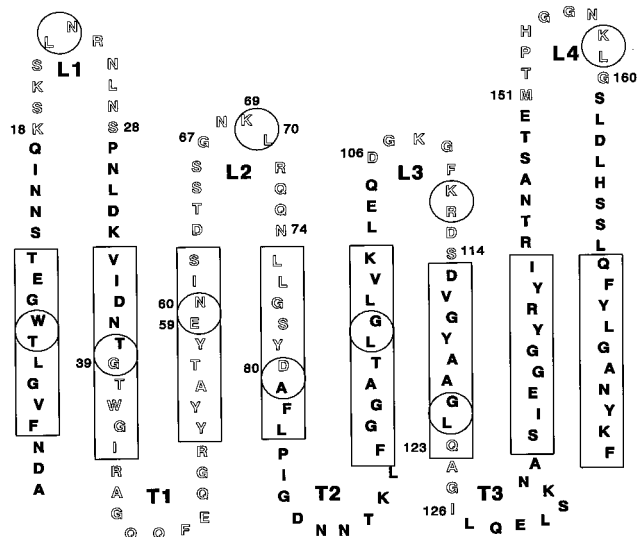 L N R
L1
S K S K Q I N N S T E G W T L G V F N D A
18
N L N S P N L D K V I D N T G T W G I R A G Q Q F E
28
39
T1
G S S T D S I N E Y T A Y Y R G Q
67
60
59
N K L
69
70
L2
R Q Q N L L G S Y D A F L P I G D N N T K L
74
80
T2
D Q E L K V L G L T A G G F
106
G K G
L3
F K R D S D V G Y A A G L Q A G I
114
123
126
L Q E L S K N A
T3
H P T M E T S A N T R I Y R Y G G E I S
151
G G N
L4
K L G S L D L H S S L Q F Y L G A N Y K F
160